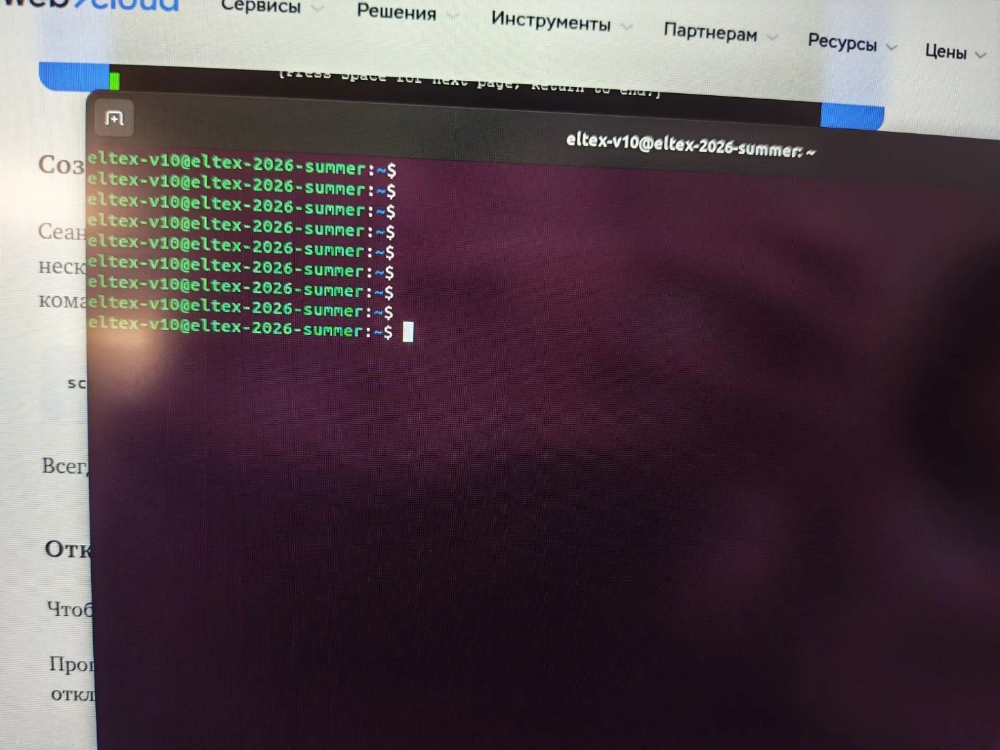 web>cloud
Сервисы Решения Инструменты Партнерам Ресурсы Цены
[Press Space for next page; Return to end.]
eltex-v10@eltex-2026-summer: ~
eltex-v10@eltex-2026-summer:~$
eltex-v10@eltex-2026-summer:~$
eltex-v10@eltex-2026-summer:~$
eltex-v10@eltex-2026-summer:~$
eltex-v10@eltex-2026-summer:~$
eltex-v10@eltex-2026-summer:~$
eltex-v10@eltex-2026-summer:~$
eltex-v10@eltex-2026-summer:~$
eltex-v10@eltex-2026-summer:~$
Соз
Сеан
неск
кома
sc
Всег
Отк
Чтоб
Прог
откл